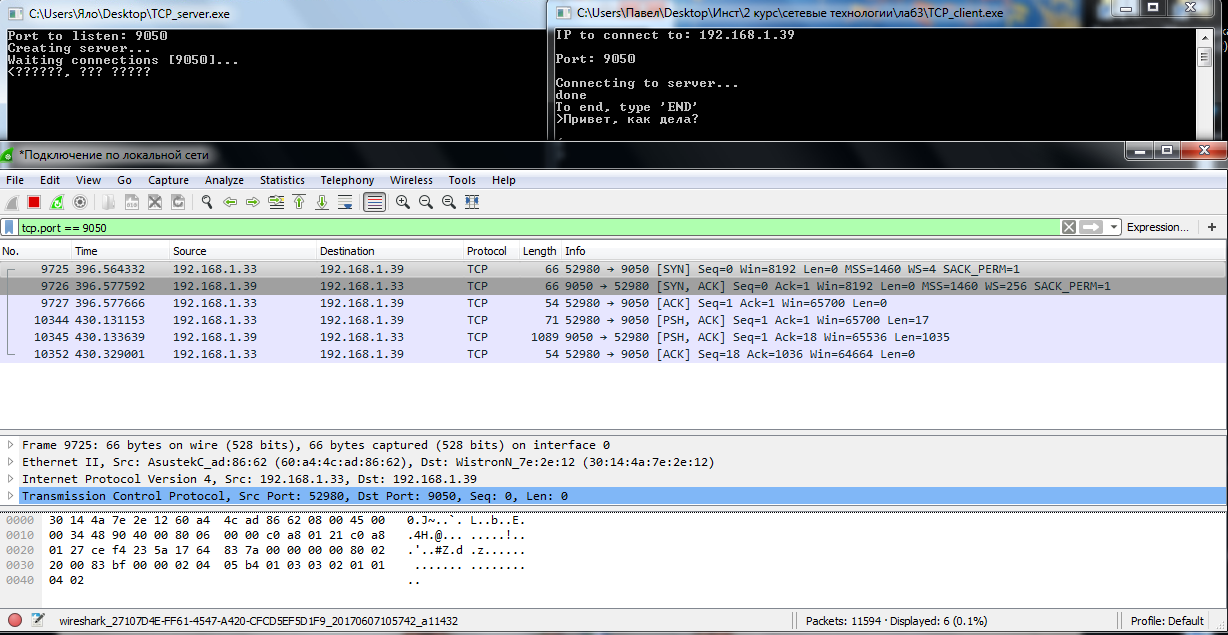 C:\Users\Яло\Desktop\TCP_server.exe
Port to listen: 9050
Creating server...
Waiting connections [9050]...
<??????, ??? ?????
C:\Users\Павел\Desktop\Инст\2 курс\сетевые технологии\лаб3\TCP_client.exe
IP to connect to: 192.168.1.39
Port: 9050
Connecting to server...
done
To end, type 'END'
>Привет, как дела?
*Подключение по локальной сети
File Edit View Go Capture Analyze Statistics Telephony Wireless Tools Help
tcp.port == 9050 Expression... +
No. Time Source Destination Protocol Length Info
9725 396.564332 192.168.1.33 192.168.1.39 TCP 66 52980 → 9050 [SYN] Seq=0 Win=8192 Len=0 MSS=1460 WS=4 SACK_PERM=1
9726 396.577592 192.168.1.39 192.168.1.33 TCP 66 9050 → 52980 [SYN, ACK] Seq=0 Ack=1 Win=8192 Len=0 MSS=1460 WS=256 SACK_PERM=1
9727 396.577666 192.168.1.33 192.168.1.39 TCP 54 52980 → 9050 [ACK] Seq=1 Ack=1 Win=65700 Len=0
10344 430.131153 192.168.1.33 192.168.1.39 TCP 71 52980 → 9050 [PSH, ACK] Seq=1 Ack=1 Win=65700 Len=17
10345 430.133639 192.168.1.39 192.168.1.33 TCP 1089 9050 → 52980 [PSH, ACK] Seq=1 Ack=18 Win=65536 Len=1035
10352 430.329001 192.168.1.33 192.168.1.39 TCP 54 52980 → 9050 [ACK] Seq=18 Ack=1036 Win=64664 Len=0
Frame 9725: 66 bytes on wire (528 bits), 66 bytes captured (528 bits) on interface 0
Ethernet II, Src: AsustekC_ad:86:62 (60:a4:4c:ad:86:62), Dst: WistronN_7e:2e:12 (30:14:4a:7e:2e:12)
Internet Protocol Version 4, Src: 192.168.1.33, Dst: 192.168.1.39
Transmission Control Protocol, Src Port: 52980, Dst Port: 9050, Seq: 0, Len: 0
0000 30 14 4a 7e 2e 12 60 a4 4c ad 86 62 08 00 45 00 0.J~..`. L..b..E.
0010 00 34 48 90 40 00 80 06 00 00 c0 a8 01 21 c0 a8 .4H.@... .....!..
0020 01 27 ce f4 23 5a 17 64 83 7a 00 00 00 00 80 02 .'..#Z.d .z......
0030 20 00 83 bf 00 00 02 04 05 b4 01 03 03 02 01 01 ....... ........
0040 04 02 ..
wireshark_27107D4E-FF61-4547-A420-CFCD5EF5D1F9_20170607105742_a11432 Packets: 11594 · Displayed: 6 (0.1%) Profile: Default